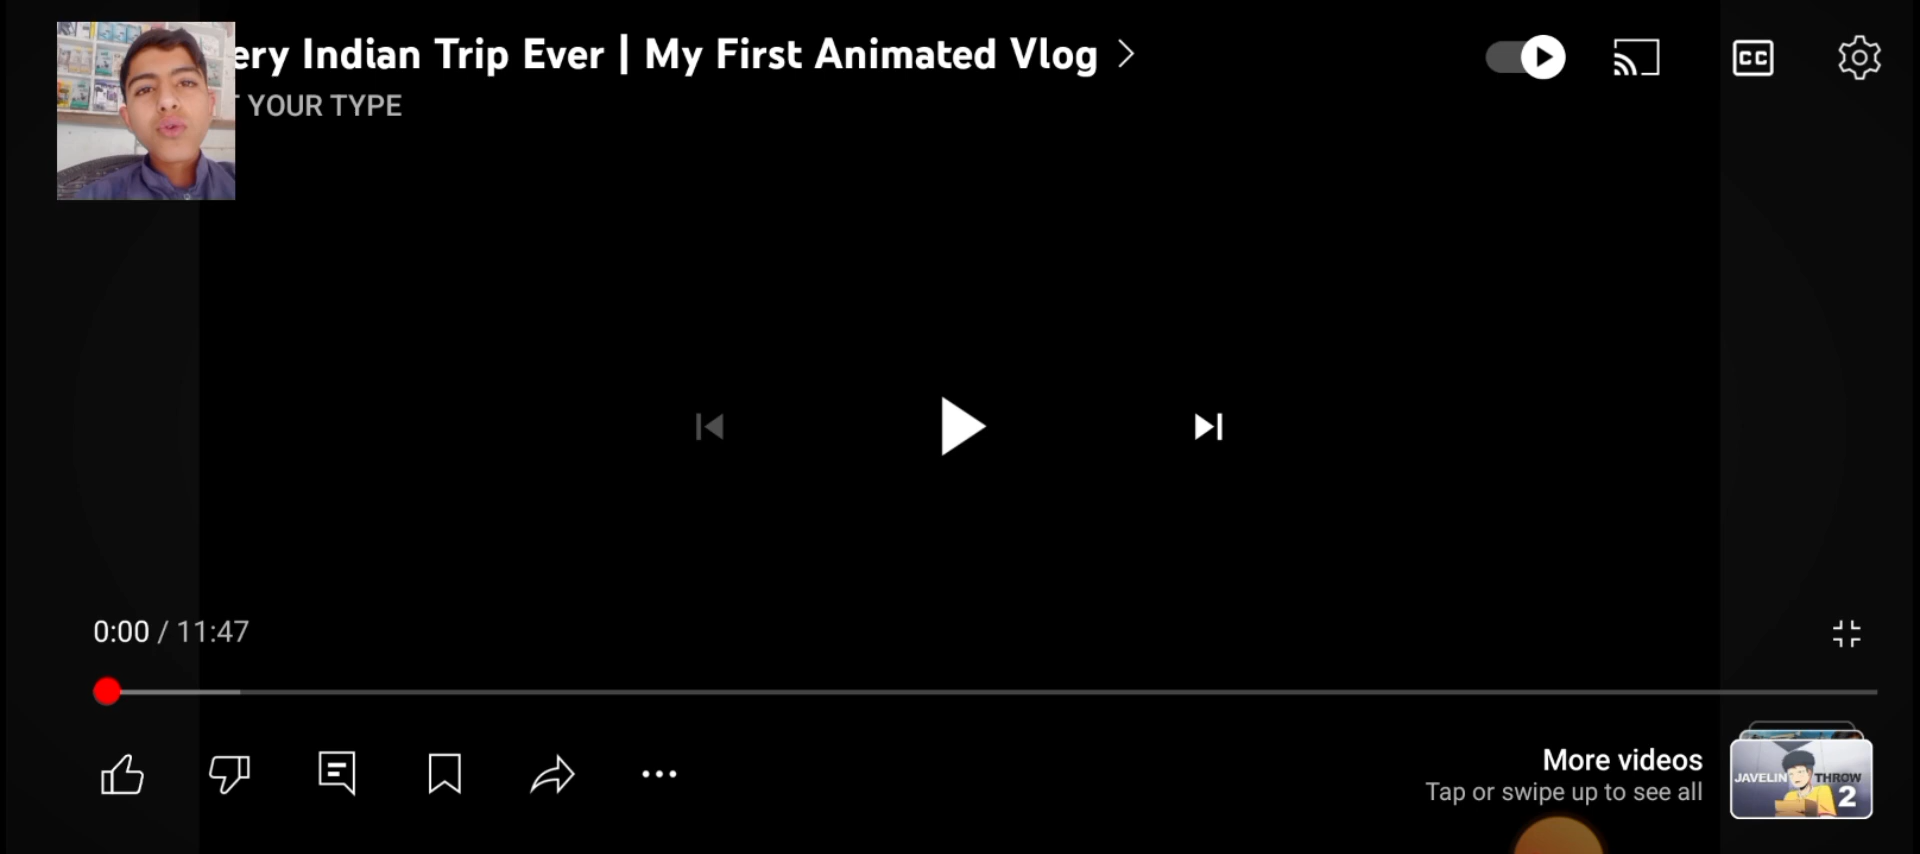 ery Indian Trip Ever | My First Animated Vlog
YOUR TYPE
CC
0:00 / 11:47
More videos
Tap or swipe up to see all
JAVELIN THROW
2